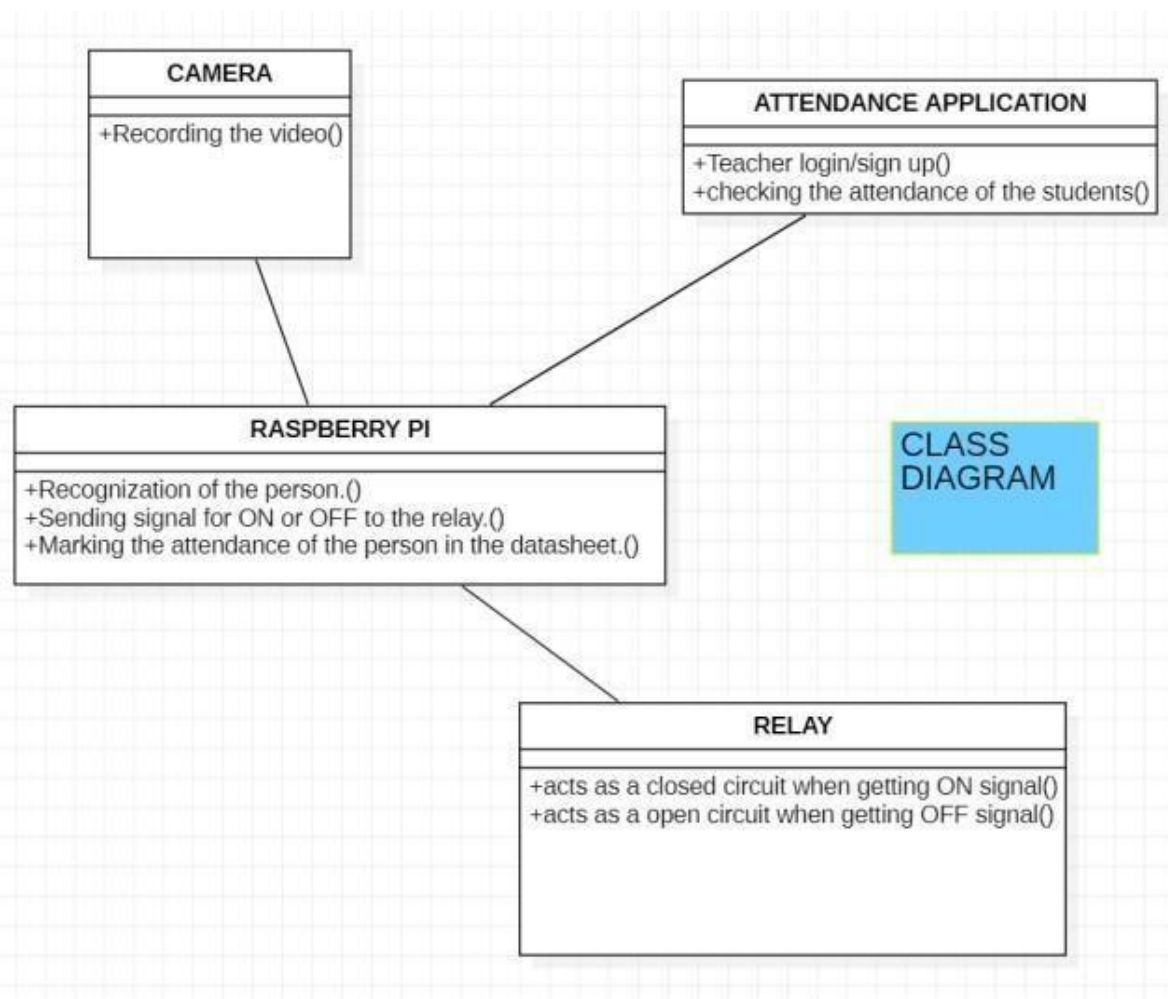 CAMERA
+Recording the video()
ATTENDANCE APPLICATION
+Teacher login/sign up()
+checking the attendance of the students()
RASPBERRY PI
+Recognization of the person.()
+Sending signal for ON or OFF to the relay.()
+Marking the attendance of the person in the datasheet.()
CLASS
DIAGRAM
RELAY
+acts as a closed circuit when getting ON signal()
+acts as a open circuit when getting OFF signal()